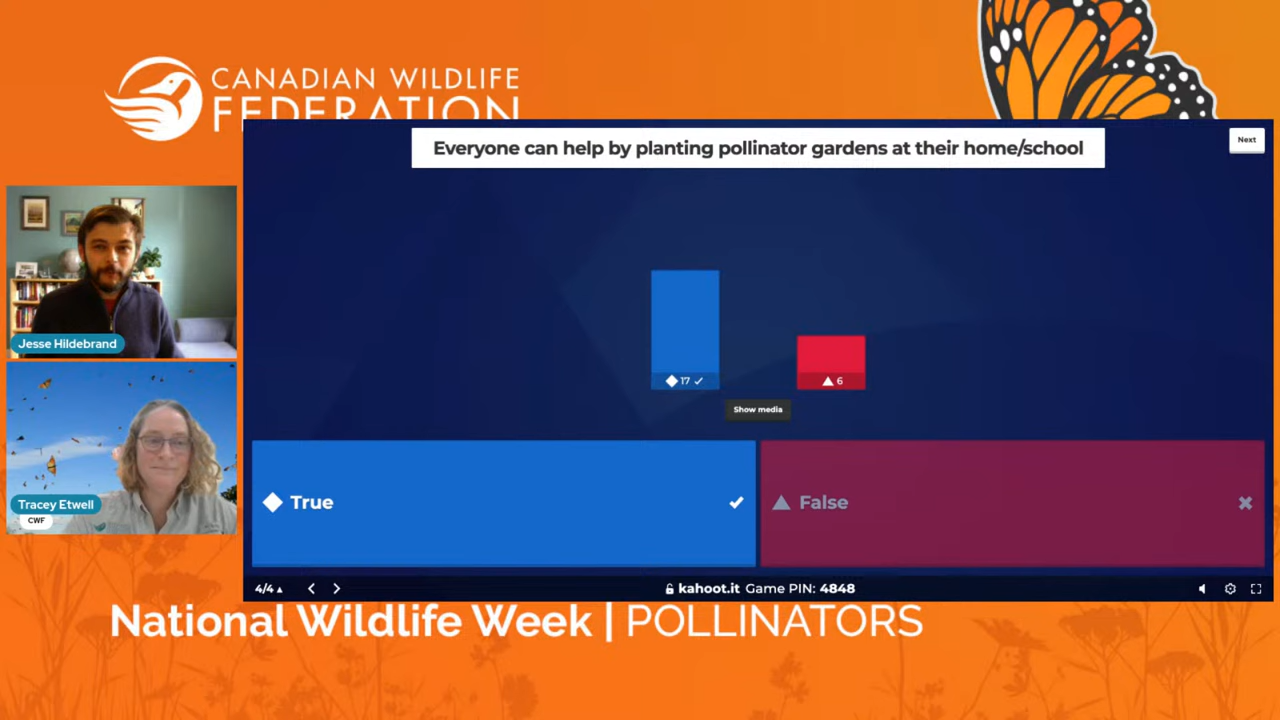 CANADIAN WILDLIFE
FEDERATION
Everyone can help by planting pollinator gardens at their home/school
Next
Jesse Hildebrand
17
6
Show media
Tracey Etwell
CWF
True
False
4/4
kahoot.it Game PIN: 4848
National Wildlife Week | POLLINATORS